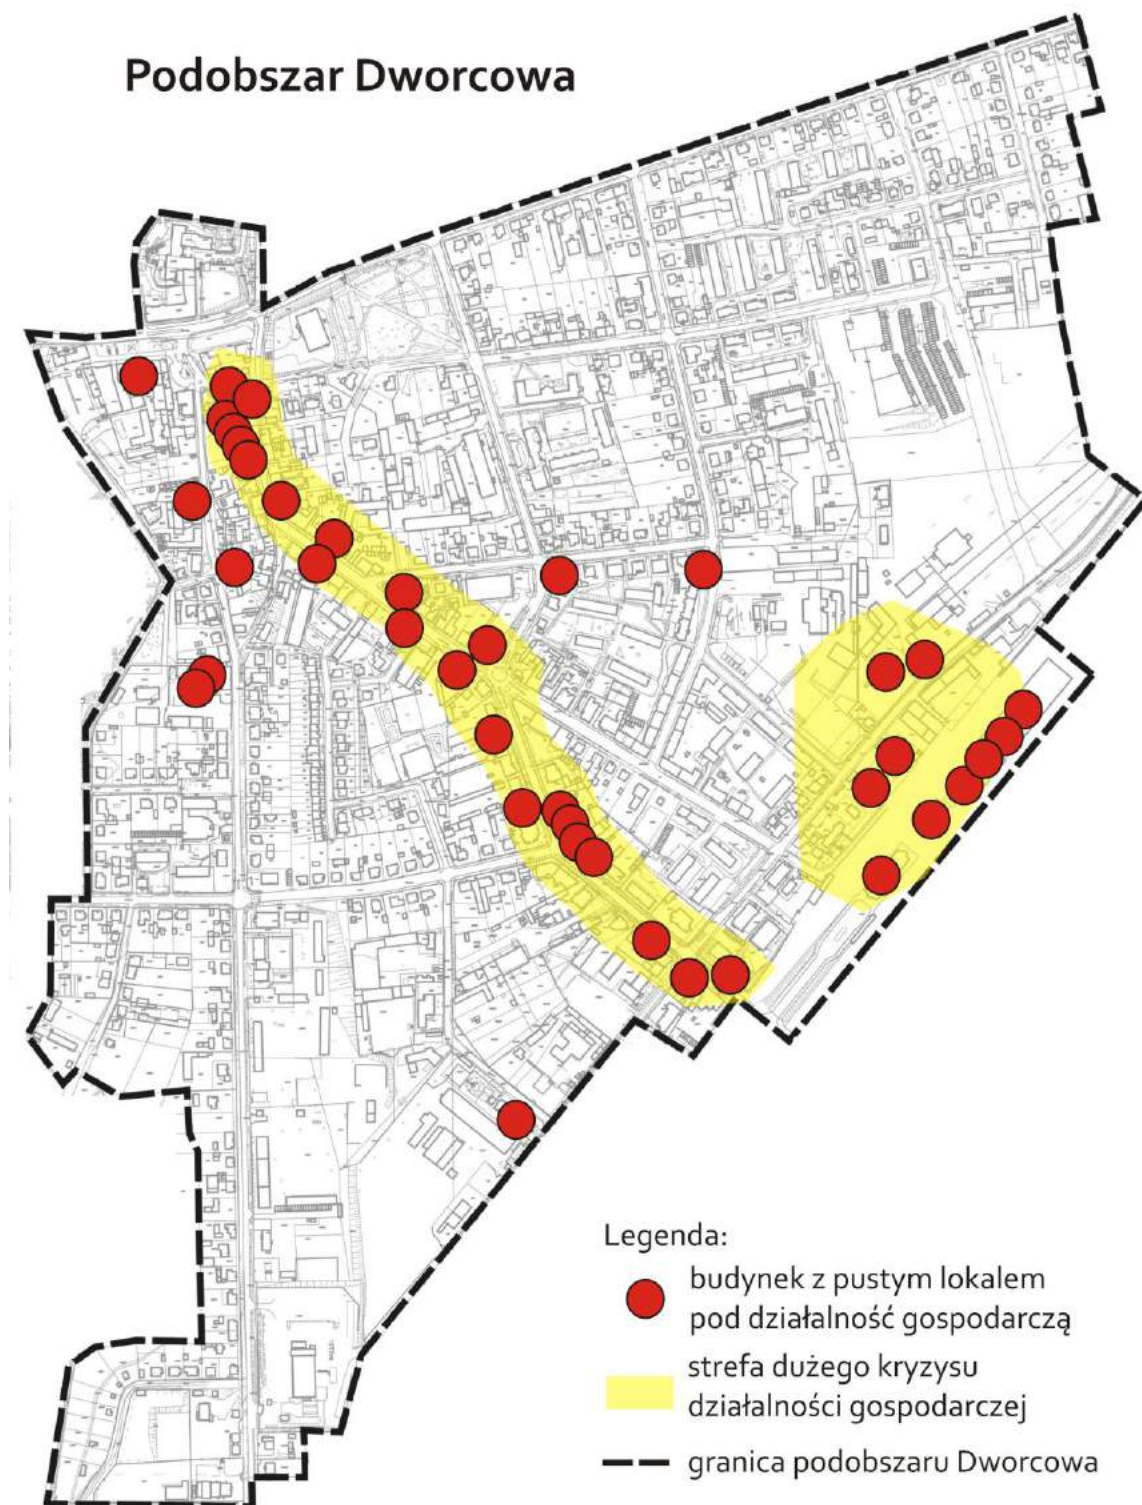 Podobszar Dworcowa
Legenda:
budynek z pustym lokalem
pod działalność gospodarczą
strefa dużego kryzysu
działalności gospodarczej
granica podobszaru Dworcowa